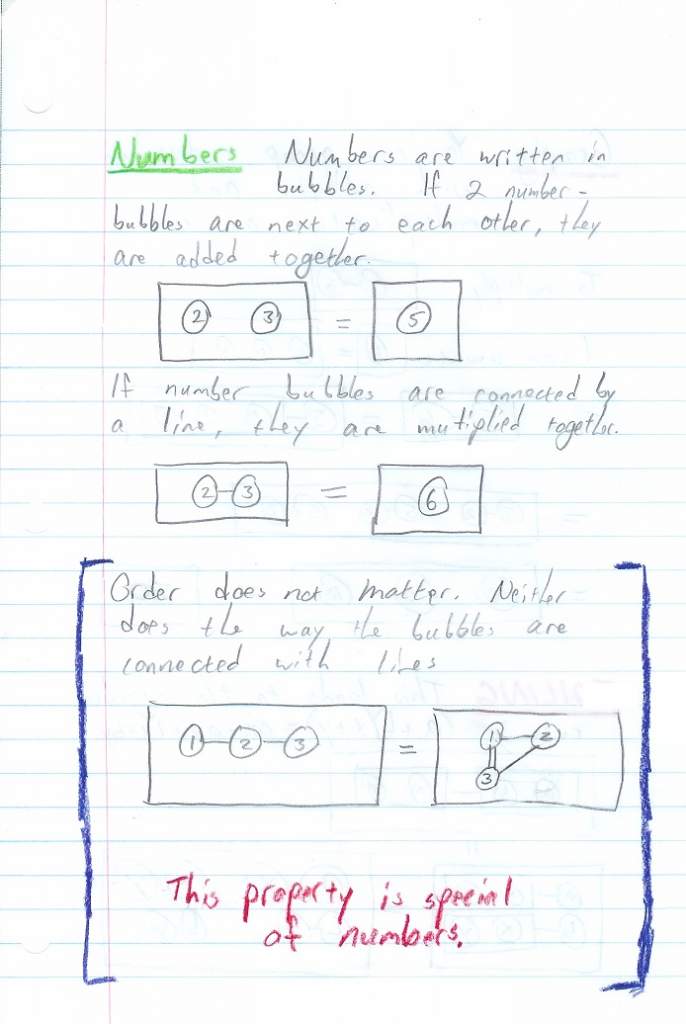 Numbers Numbers are written in
bubbles. If 2 number-
bubbles are next to each other, they
are added together.
2 3 = 5
If number bubbles are connected by
a line, they are mutiplied together.
2 3 = 6
Order does not matter. Neither
does the way the bubbles are
connected with lines
1 2 3 = 1 2
3
This property is special
of numbers.